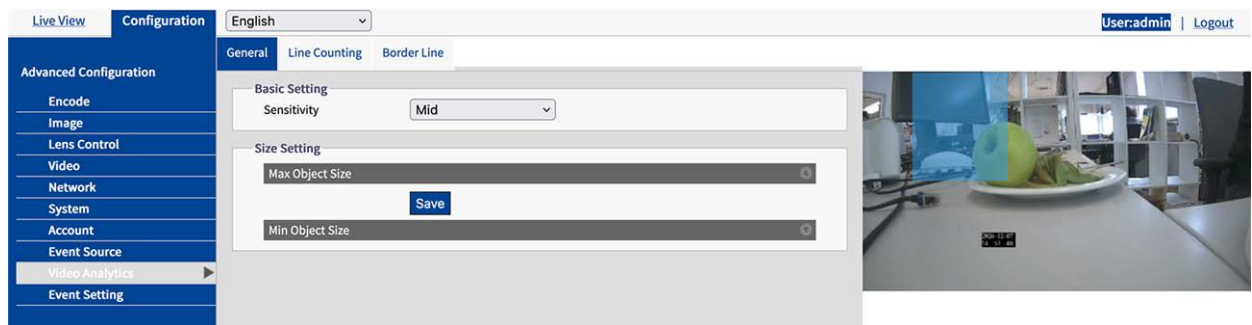 Live View
Configuration
English
User:admin | Logout
General
Line Counting
Border Line
Advanced Configuration
Encode
Image
Lens Control
Video
Network
System
Account
Event Source
Video Analytics
Event Setting
Basic Setting
Sensitivity
Mid
Size Setting
Max Object Size
Save
Min Object Size